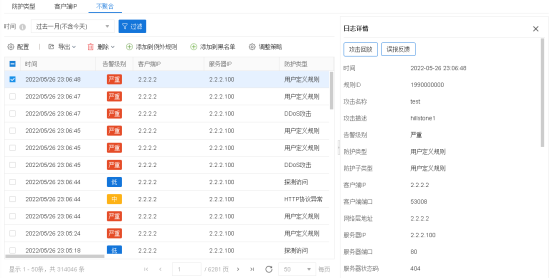 防护类型 客户端IP 不聚合
时间 过去一月(不含今天) 过滤
配置 导出 删除 添加到例外规则 添加到黑名单 调整策略
时间 告警级别 客户端IP 服务器IP 防护类型
2022/05/26 23:06:48 严重 2.2.2.2 2.2.2.100 用户定义规则
2022/05/26 23:06:47 严重 2.2.2.2 2.2.2.100 用户定义规则
2022/05/26 23:06:47 严重 2.2.2.2 2.2.2.100 DDoS攻击
2022/05/26 23:06:47 严重 2.2.2.2 2.2.2.100 用户定义规则
2022/05/26 23:06:45 严重 2.2.2.2 2.2.2.100 用户定义规则
2022/05/26 23:06:49 严重 2.2.2.2 2.2.2.100 DDoS攻击
2022/05/26 23:06:44 低 2.2.2.2 2.2.2.100 探测访问
2022/05/26 23:06:44 中 2.2.2.2 2.2.2.100 HTTP协议异常
2022/05/26 23:06:44 严重 2.2.2.2 2.2.2.100 用户定义规则
2022/05/26 23:05:24 严重 2.2.2.2 2.2.2.100 用户定义规则
2022/05/26 23:05:18 低 2.2.2.2 2.2.2.100 探测访问
显示 1 - 50条, 共 314046 条 1 / 6281 页 50 每页
日志详情
攻击回放 误报反馈
时间 2022-05-26 23:06:48
规则ID 1990000000
攻击名称 test
攻击描述 hillstone1
告警级别 严重
防护类型 用户定义规则
防护子类型 用户定义规则
客户端IP 2.2.2.2
客户端端口 53008
网络层地址 2.2.2.2
服务器IP 2.2.2.100
服务器端口 80
服务器状态码 404